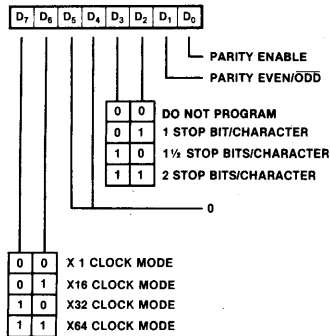 D7 D6 D5 D4 D3 D2 D1 D0
PARITY ENABLE
PARITY EVEN/O̅D̅D̅
0 0 DO NOT PROGRAM
0 1 1 STOP BIT/CHARACTER
1 0 1½ STOP BITS/CHARACTER
1 1 2 STOP BITS/CHARACTER
0
0 0 X 1 CLOCK MODE
0 1 X16 CLOCK MODE
1 0 X32 CLOCK MODE
1 1 X64 CLOCK MODE